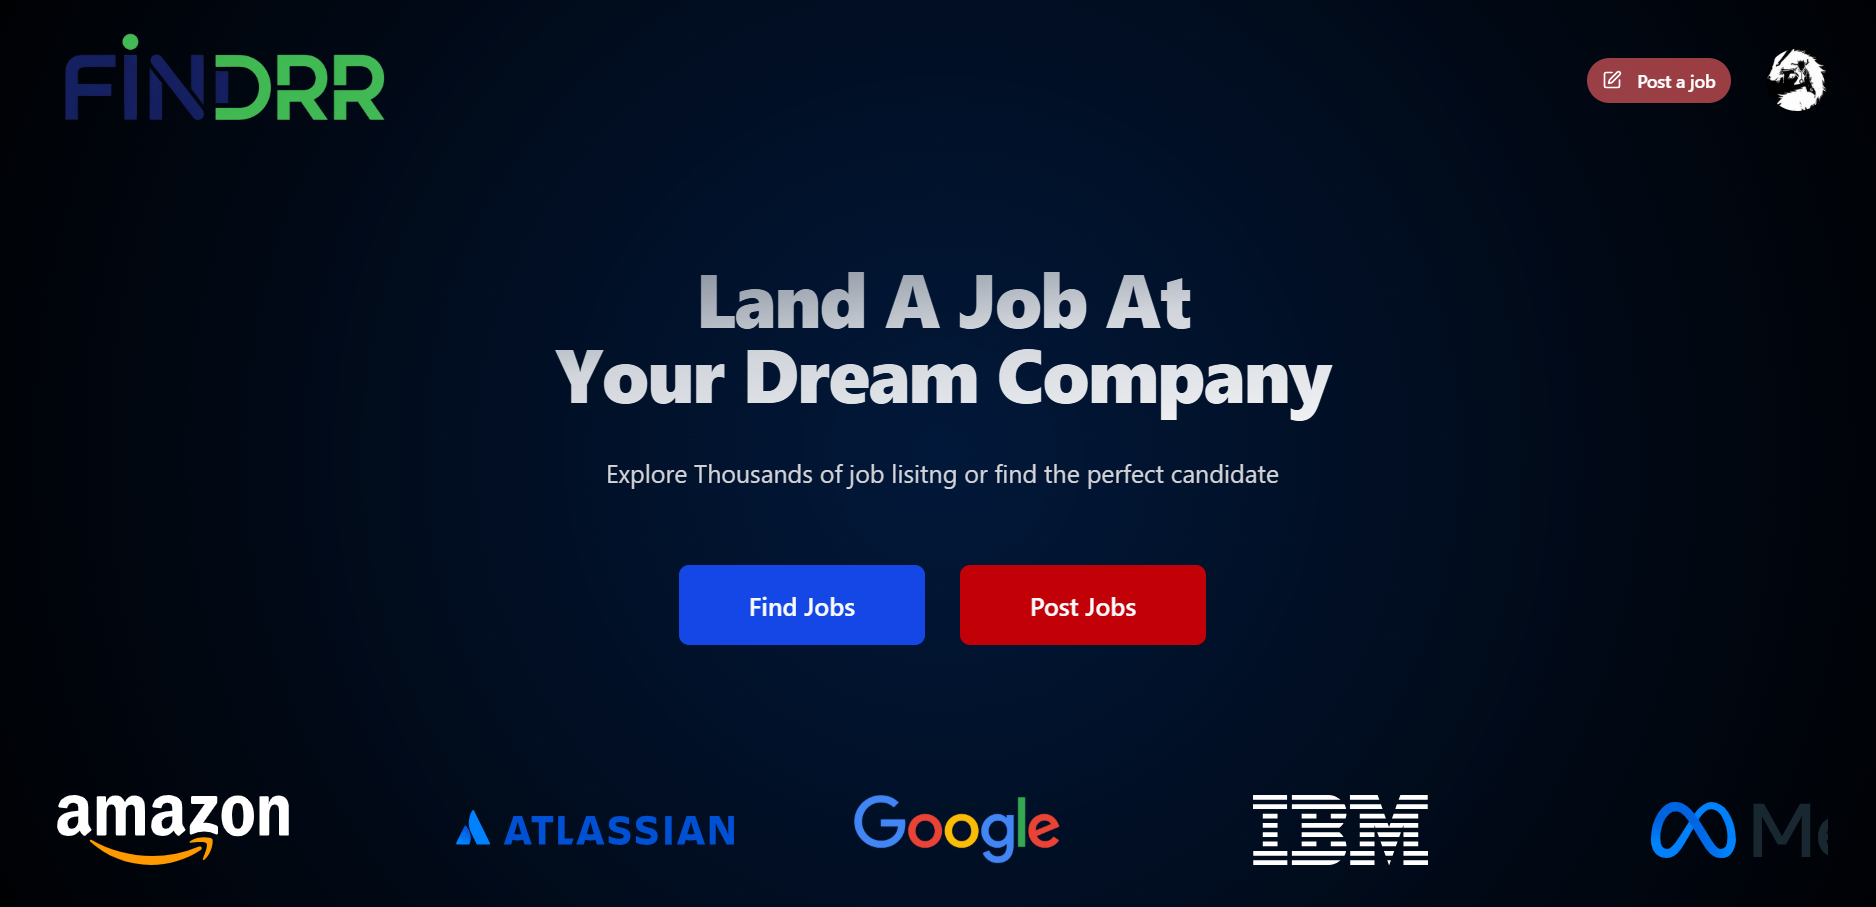 FiNDRR
Post a job
Land A Job At
Your Dream Company
Explore Thousands of job lisitng or find the perfect candidate
Find Jobs
Post Jobs
amazon
ATLASSIAN
Google
IBM
Me